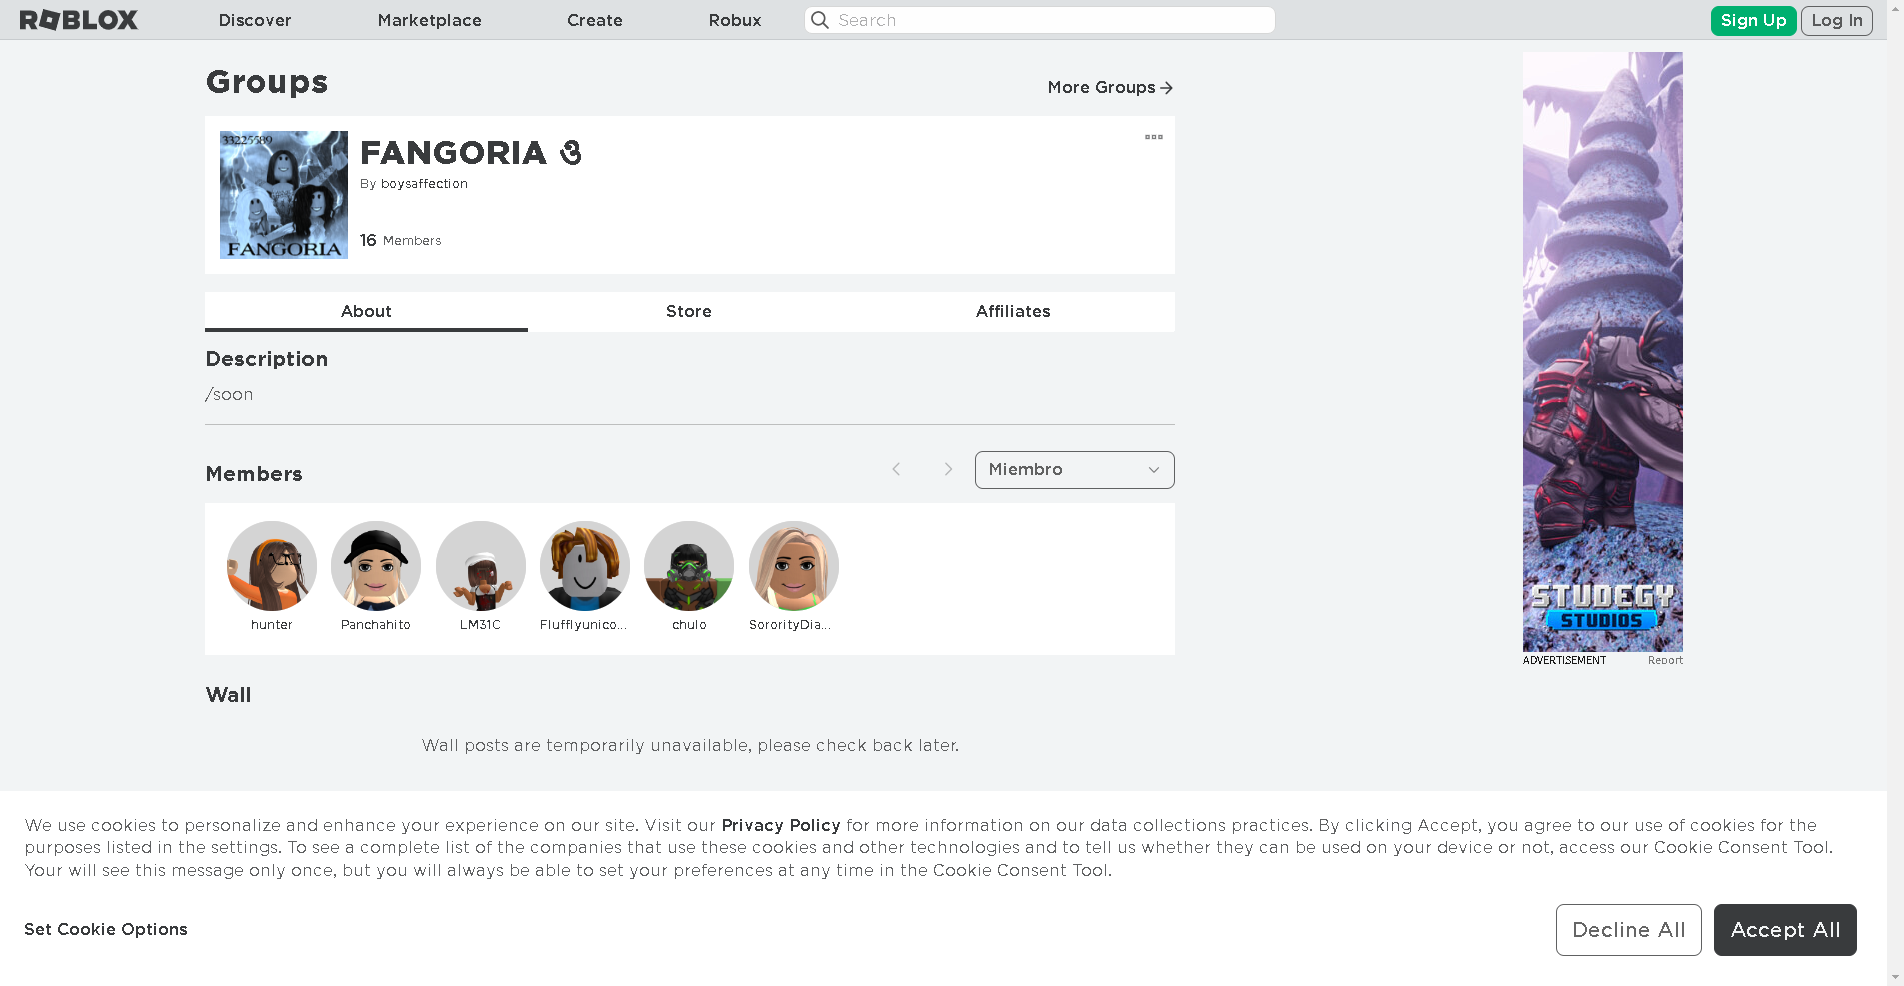 ROBLOX Discover Marketplace Create Robux Search Sign Up Log In
Groups
More Groups
33225589
FANGORIA
FANGORIA ও
By boysaffection
16 Members
About Store Affiliates
Description
/soon
Members
Miembro
hunter Panchahito LM31C Flufflyunico... chulo SororityDia...
Wall
Wall posts are temporarily unavailable, please check back later.
STUDEGY
STUDIOS
ADVERTISEMENT Report
We use cookies to personalize and enhance your experience on our site. Visit our Privacy Policy for more information on our data collections practices. By clicking Accept, you agree to our use of cookies for the
purposes listed in the settings. To see a complete list of the companies that use these cookies and other technologies and to tell us whether they can be used on your device or not, access our Cookie Consent Tool.
Your will see this message only once, but you will always be able to set your preferences at any time in the Cookie Consent Tool.
Set Cookie Options
Decline All
Accept All